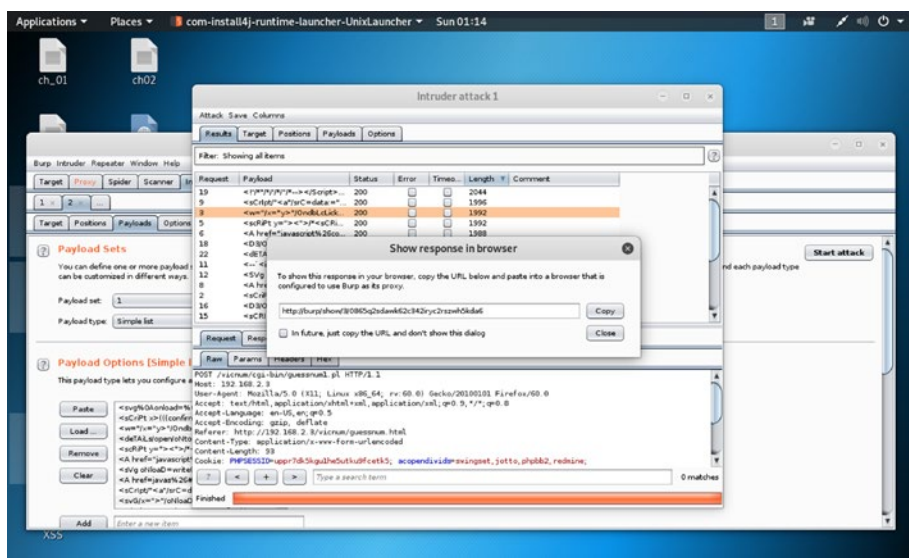 Applications ▾ Places ▾ com-install4j-runtime-launcher-UnixLauncher ▾ Sun 01:14 1
ch_01 ch02
Intruder attack 1
Attack Save Columns
Results Target Positions Payloads Options
Filter: Showing all items
Request Payload Status Error Timeo... Length Comment
19 200 2044
9 200 1996
3 200 1992
5 200 1992
6 <A href="javascript%26co... 200 1988
18
22
11
12
8
2
16
15
Burp Intruder Repeater Window Help
Target Proxy Spider Scanner
1 × 2 × ...
Target Positions Payloads Options
Payload Sets
You can define one or more payload
can be customized in different ways.
Payload set: 1
Payload type: Simple list
Start attack
nd each payload type
Show response in browser
To show this response in your browser, copy the URL below and paste into a browser that is
configured to use Burp as its proxy.
Copy
In future, just copy the URL and don't show this dialog
Close
Request
Raw Params Headers Hex
POST /vicnum/cgi-bin/guessnum1.pl HTTP/1.1
Host: 192.168.2.3
User-Agent: Mozilla/5.0 (X11; Linux x86_64; rv:60.0) Gecko/20100101 Firefox/60.0
Accept: text/html,application/xhtml+xml,application/xml;q=0.9,*/*;q=0.8
Accept-Language: en-US,en;q=0.5
Accept-Encoding: gzip, deflate
Referer: http://192.168.2.3/vicnum/guessnum.html
Content-Type: application/x-www-form-urlencoded
Content-Length: 93
acopendivids=swingset,jotto,phpbb2,redmine;
? < + > Type a search term 0 matches
Finished
Payload Options [Simple l
This payload type lets you configure a
Paste
Load ...
Remove
Clear
Add Enter a new item
XSS